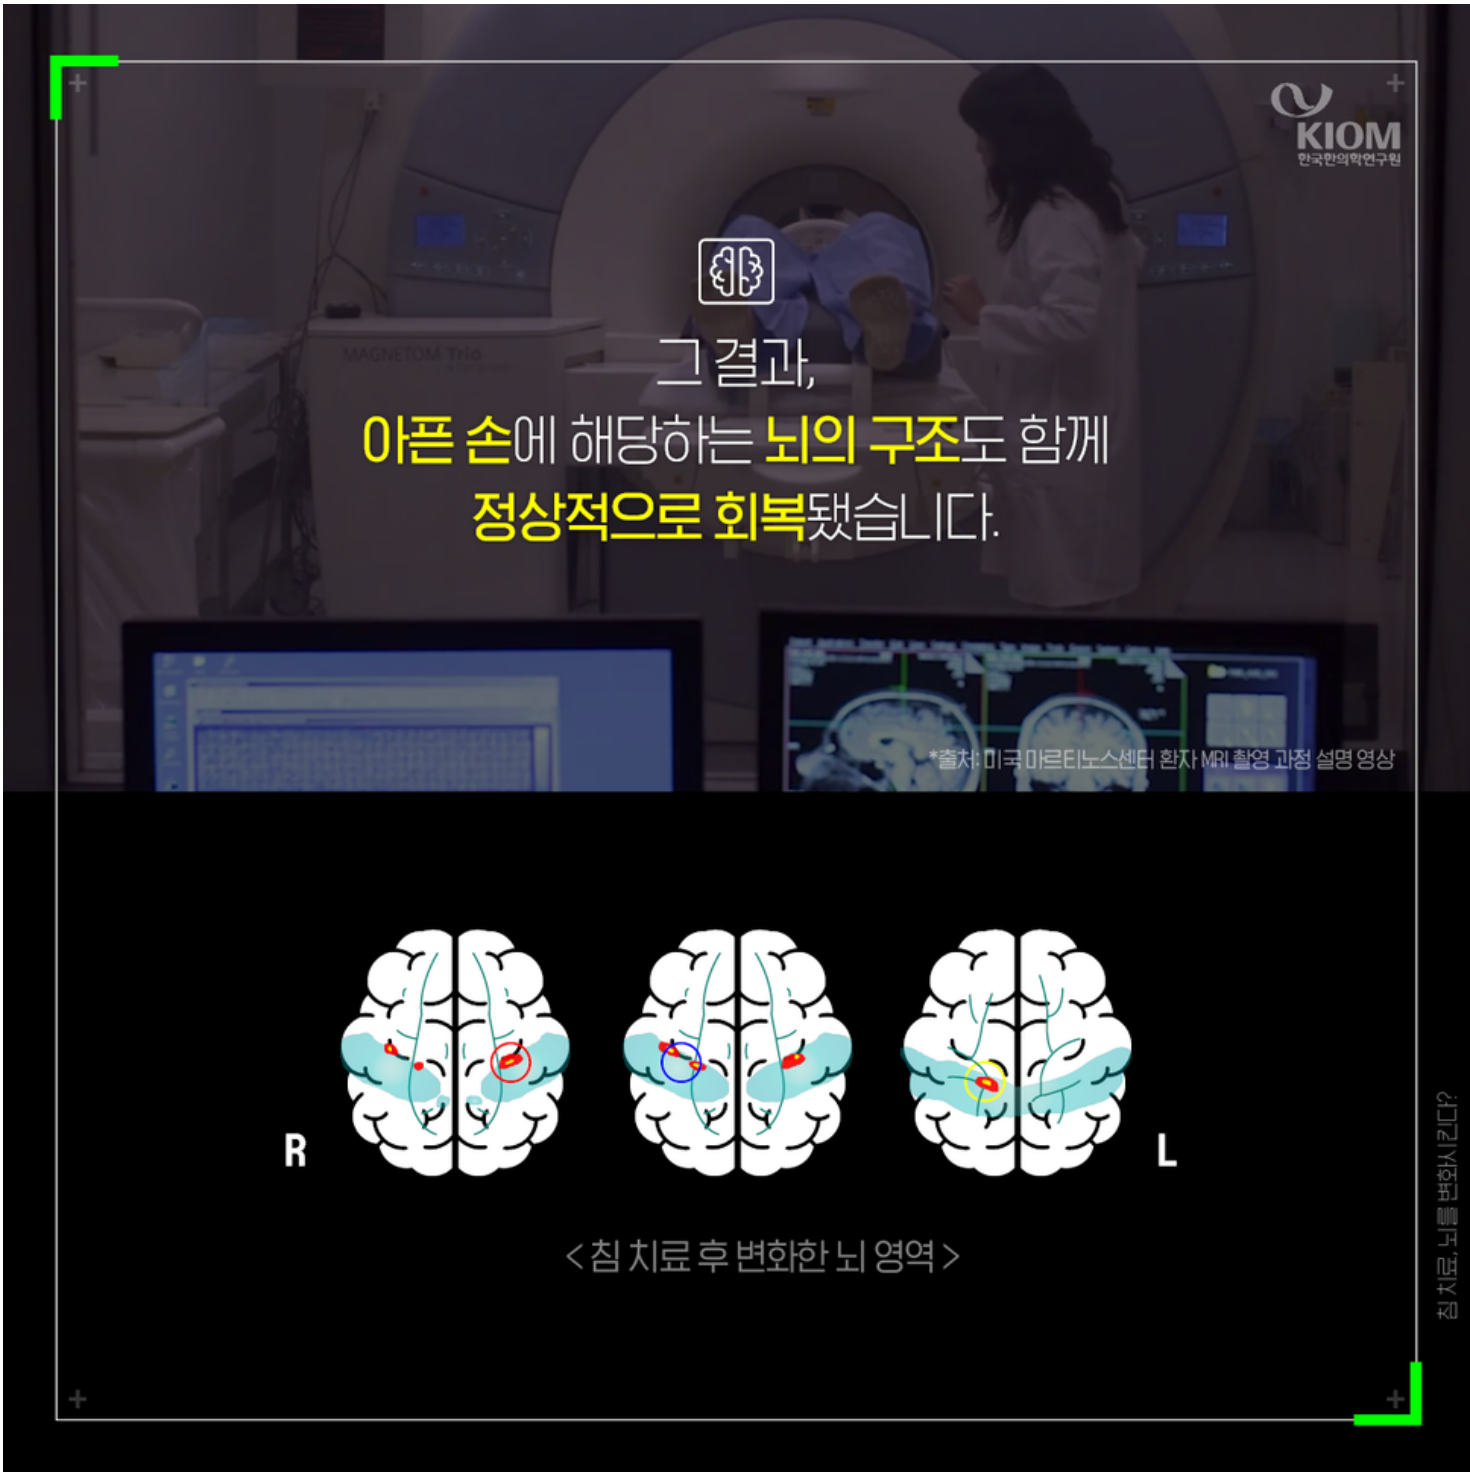 KIOM
한국한의학연구원
그 결과,
아픈 손에 해당하는 뇌의 구조도 함께
정상적으로 회복됐습니다.
MAGNETOM Trio
*출처: 미국 마르티노스센터 환자 MRI 촬영 과정 설명 영상
R
L
<침 치료 후 변화한 뇌 영역>
침 치료, 뇌를 변화시킨다?